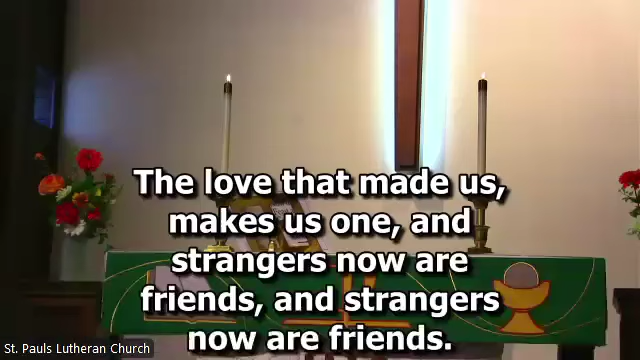 The love that made us,
makes us one, and
strangers now are
friends, and strangers
now are friends.
St. Pauls Lutheran Church